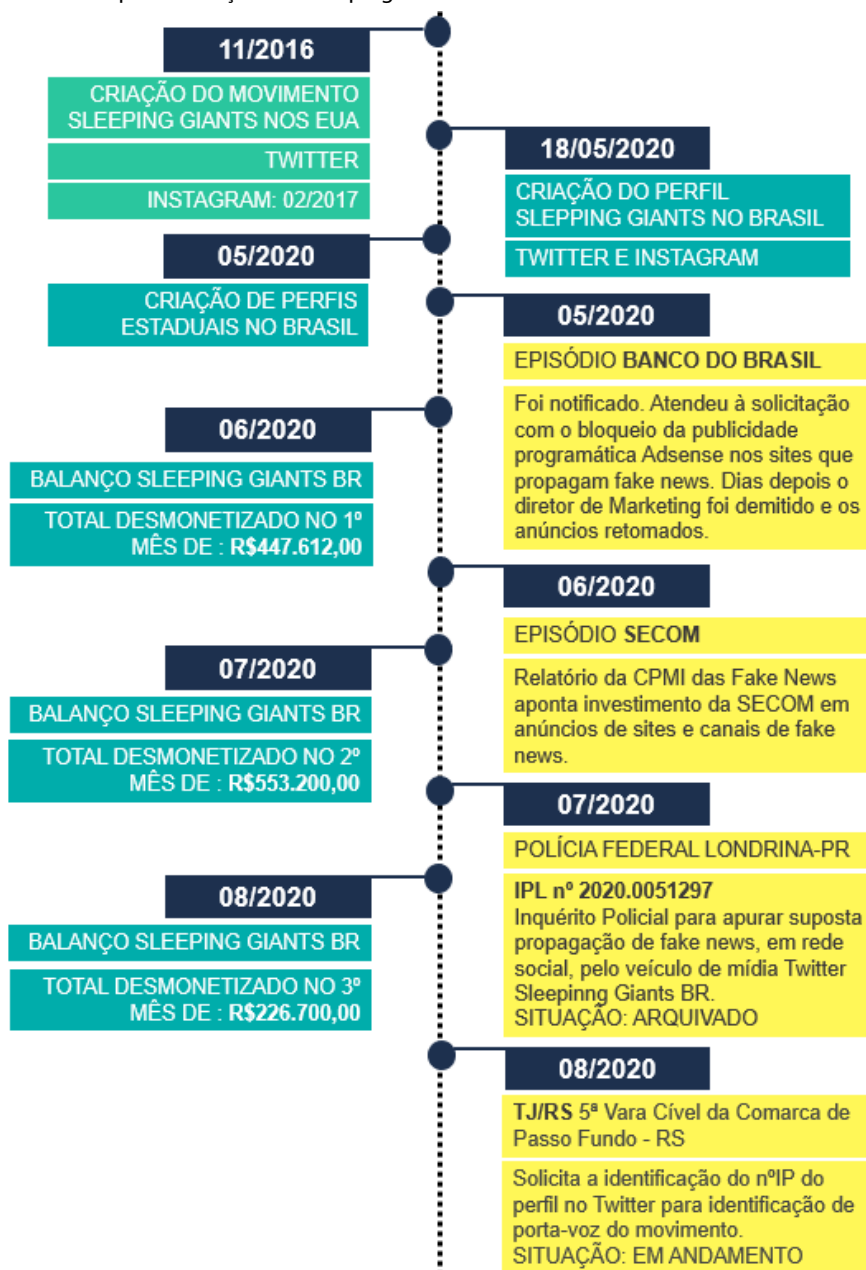 11/2016
CRIAÇÃO DO MOVIMENTO
SLEEPING GIANTS NOS EUA
TWITTER
INSTAGRAM: 02/2017
18/05/2020
CRIAÇÃO DO PERFIL
SLEPPING GIANTS NO BRASIL
TWITTER E INSTAGRAM
05/2020
CRIAÇÃO DE PERFIS
ESTADUAIS NO BRASIL
05/2020
EPISÓDIO BANCO DO BRASIL
Foi notificado. Atendeu à solicitação
com o bloqueio da publicidade
programática Adsense nos sites que
propagam fake news. Dias depois o
diretor de Marketing foi demitido e os
anúncios retomados.
06/2020
BALANÇO SLEEPING GIANTS BR
TOTAL DESMONETIZADO NO 1º
MÊS DE : R$447.612,00
06/2020
EPISÓDIO SECOM
Relatório da CPMI das Fake News
aponta investimento da SECOM em
anúncios de sites e canais de fake
news.
07/2020
BALANÇO SLEEPING GIANTS BR
TOTAL DESMONETIZADO NO 2º
MÊS DE : R$553.200,00
07/2020
POLÍCIA FEDERAL LONDRINA-PR
IPL nº 2020.0051297
Inquérito Policial para apurar suposta
propagação de fake news, em rede
social, pelo veículo de mídia Twitter
Sleepinng Giants BR.
SITUAÇÃO: ARQUIVADO
08/2020
BALANÇO SLEEPING GIANTS BR
TOTAL DESMONETIZADO NO 3º
MÊS DE : R$226.700,00
08/2020
TJ/RS 5ª Vara Cível da Comarca de
Passo Fundo - RS
Solicita a identificação do nºIP do
perfil no Twitter para identificação de
porta-voz do movimento.
SITUAÇÃO: EM ANDAMENTO